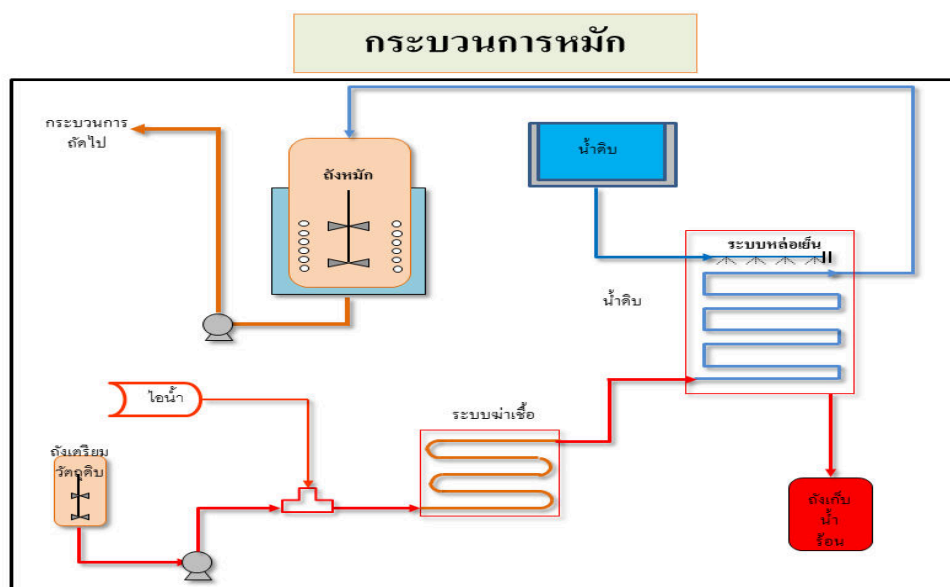 กระบวนการหมัก
กระบวนการ
ถัดไป
ถังหมัก
น้ำดิบ
ระบบหล่อเย็น
น้ำดิบ
ไอน้ำ
ระบบฆ่าเชื้อ
ถังเตรียม
วัตถุดิบ
ถังเก็บ
น้ำ
ร้อน